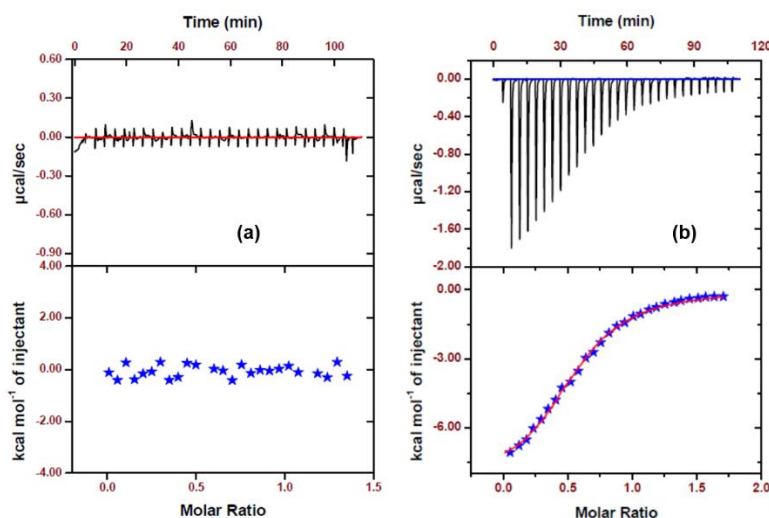 Time (min)
0 20 40 60 80 100
0.60
0.30
0.00
-0.30
-0.60
-0.90
µcal/sec
(a)
4.00
2.00
0.00
-2.00
-4.00
kcal mol⁻¹ of injectant
0.0 0.5 1.0 1.5
Molar Ratio
Time (min)
0 30 60 90 120
0.00
-0.40
-0.80
-1.20
-1.60
-2.00
µcal/sec
(b)
0.00
-3.00
-6.00
kcal mol⁻¹ of injectant
0.0 0.5 1.0 1.5 2.0
Molar Ratio